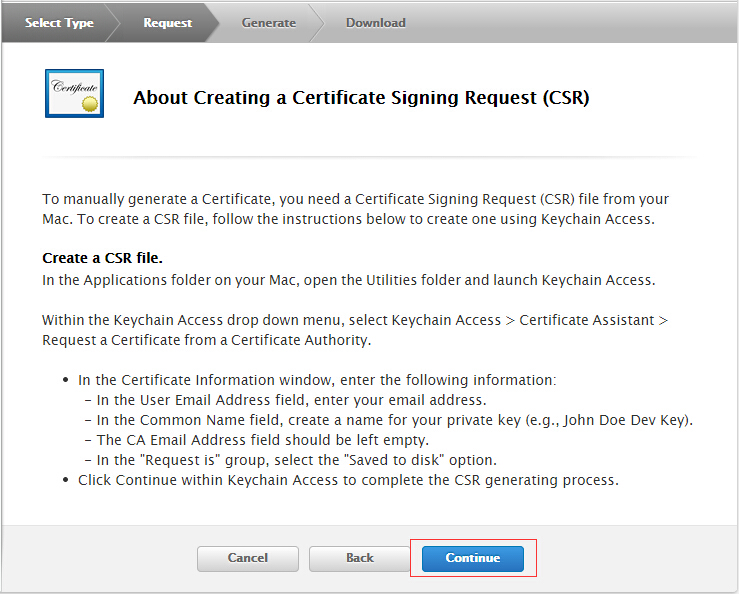 Select Type Request Generate Download
Certificate
About Creating a Certificate Signing Request (CSR)
To manually generate a Certificate, you need a Certificate Signing Request (CSR) file from your
Mac. To create a CSR file, follow the instructions below to create one using Keychain Access.
Create a CSR file.
In the Applications folder on your Mac, open the Utilities folder and launch Keychain Access.
Within the Keychain Access drop down menu, select Keychain Access > Certificate Assistant >
Request a Certificate from a Certificate Authority.
• In the Certificate Information window, enter the following information:
– In the User Email Address field, enter your email address.
– In the Common Name field, create a name for your private key (e.g., John Doe Dev Key).
– The CA Email Address field should be left empty.
– In the "Request is" group, select the "Saved to disk" option.
• Click Continue within Keychain Access to complete the CSR generating process.
Cancel Back Continue